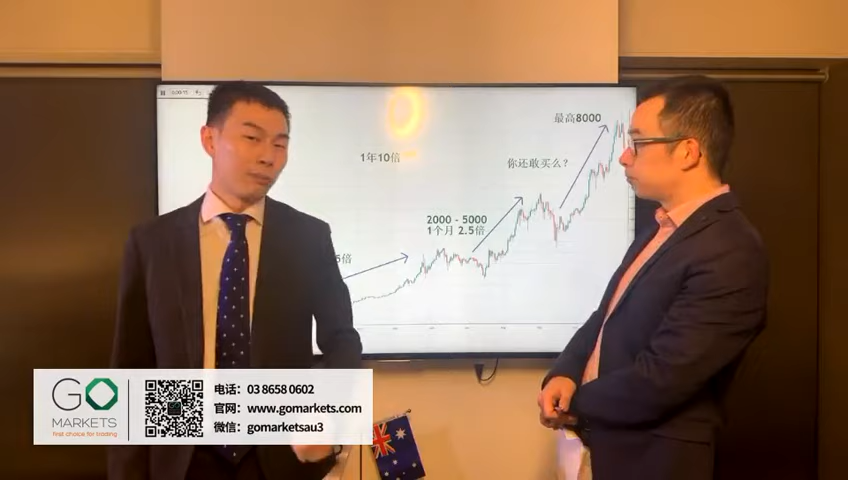 最高8000
1年10倍
你还敢买么？
2000 - 5000
1个月 2.5倍
5倍
GO
MARKETS
first choice for trading
电话： 03 8658 0602
官网： www.gomarkets.com
微信： gomarketsau3